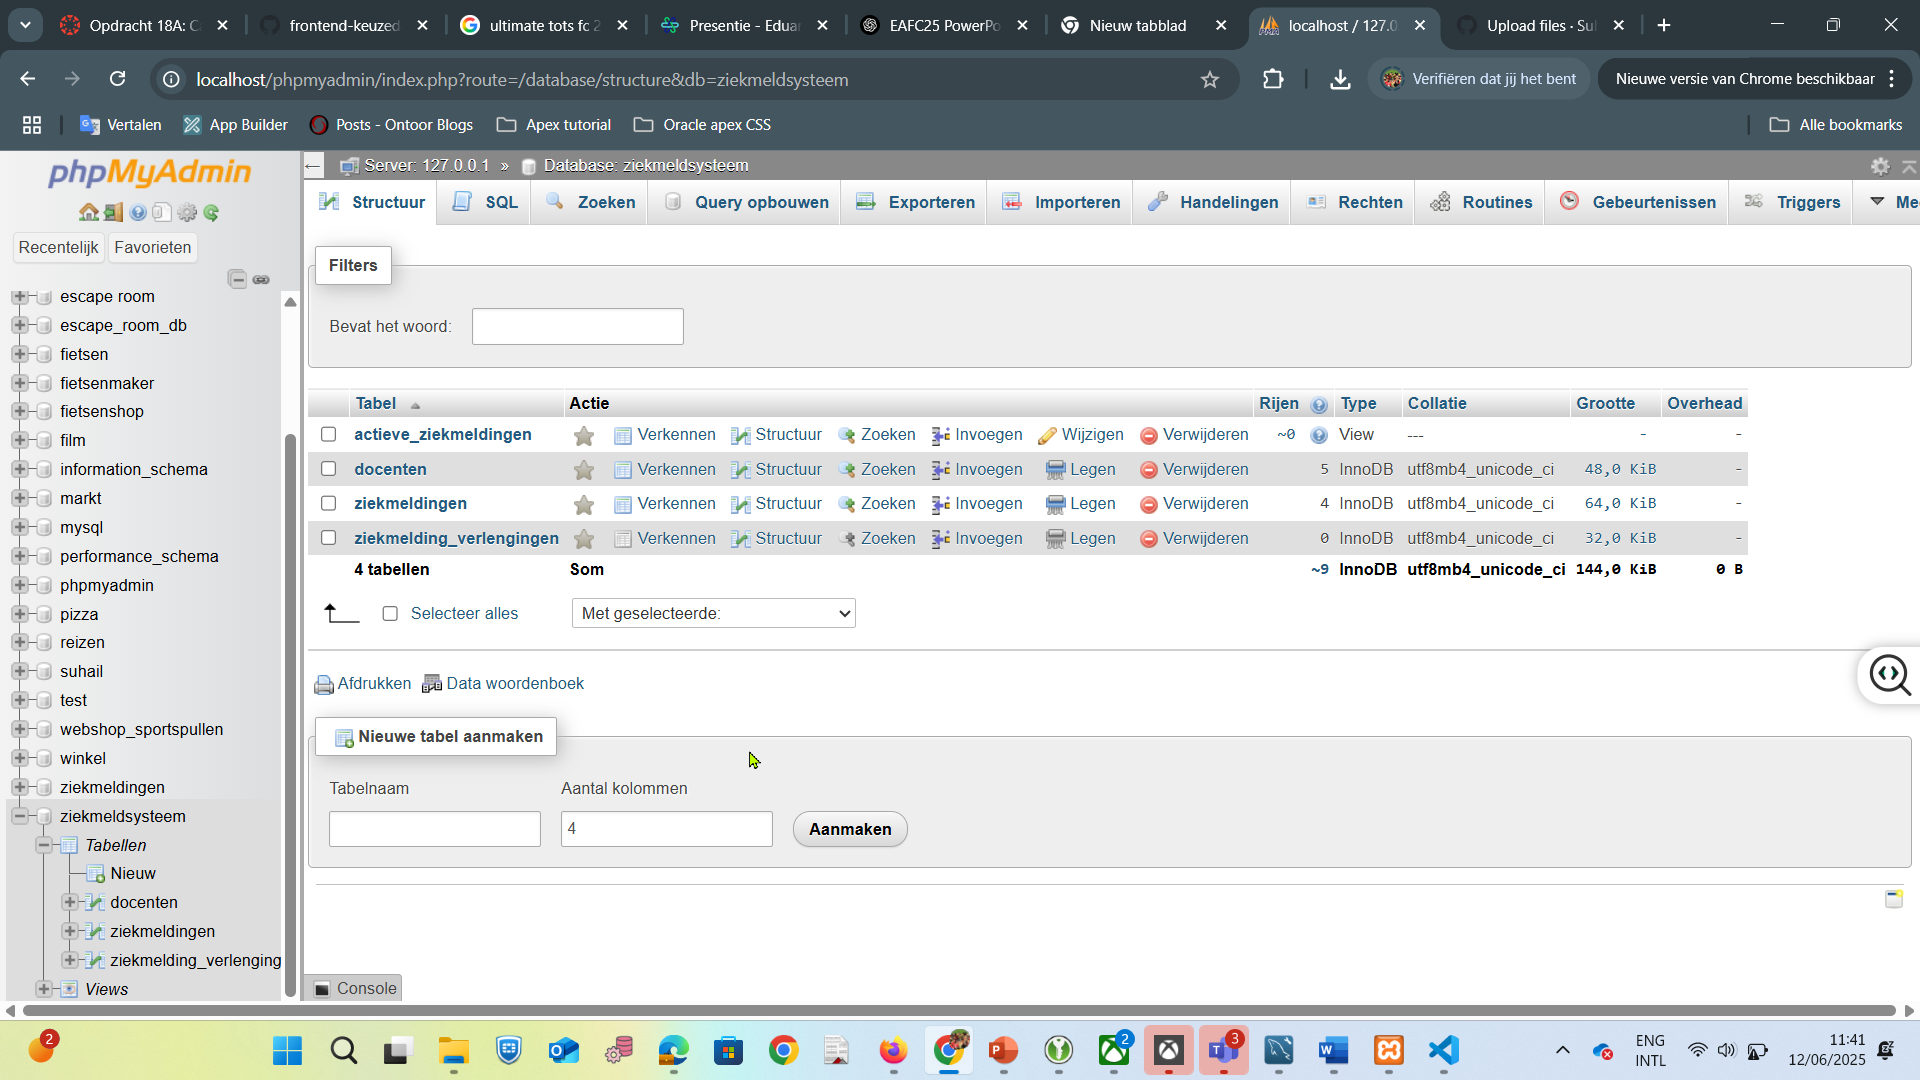 Opdracht 18A: C
frontend-keuzed
ultimate tots fc 2
Presentie - Eduar
EAFC25 PowerPo
Nieuw tabblad
localhost / 127.0
Upload files · Sul
localhost/phpmyadmin/index.php?route=/database/structure&db=ziekmeldsysteem
Verifiëren dat jij het bent
Nieuwe versie van Chrome beschikbaar
Vertalen
App Builder
Posts - Ontoor Blogs
Apex tutorial
Oracle apex CSS
Alle bookmarks
phpMyAdmin
Recentelijk
Favorieten
escape room
escape_room_db
fietsen
fietsenmaker
fietsenshop
film
information_schema
markt
mysql
performance_schema
phpmyadmin
pizza
reizen
suhail
test
webshop_sportspullen
winkel
ziekmeldingen
ziekmeldsysteem
Tabellen
Nieuw
docenten
ziekmeldingen
ziekmelding_verlenging
Views
Server: 127.0.0.1 » Database: ziekmeldsysteem
Structuur SQL Zoeken Query opbouwen Exporteren Importeren Handelingen Rechten Routines Gebeurtenissen Triggers Me
Filters
Bevat het woord:
Tabel Actie Rijen Type Collatie Grootte Overhead
actieve_ziekmeldingen Verkennen Structuur Zoeken Invoegen Wijzigen Verwijderen ~0 View --- - -
docenten Verkennen Structuur Zoeken Invoegen Legen Verwijderen 5 InnoDB utf8mb4_unicode_ci 48,0 KiB -
ziekmeldingen Verkennen Structuur Zoeken Invoegen Legen Verwijderen 4 InnoDB utf8mb4_unicode_ci 64,0 KiB -
ziekmelding_verlengingen Verkennen Structuur Zoeken Invoegen Legen Verwijderen 0 InnoDB utf8mb4_unicode_ci 32,0 KiB -
4 tabellen Som ~9 InnoDB utf8mb4_unicode_ci 144,0 KiB 0 B
Selecteer alles Met geselecteerde:
Afdrukken Data woordenboek
Nieuwe tabel aanmaken
Tabelnaam Aantal kolommen
4 Aanmaken
Console
2
2
3
ENG
INTL
11:41
12/06/2025